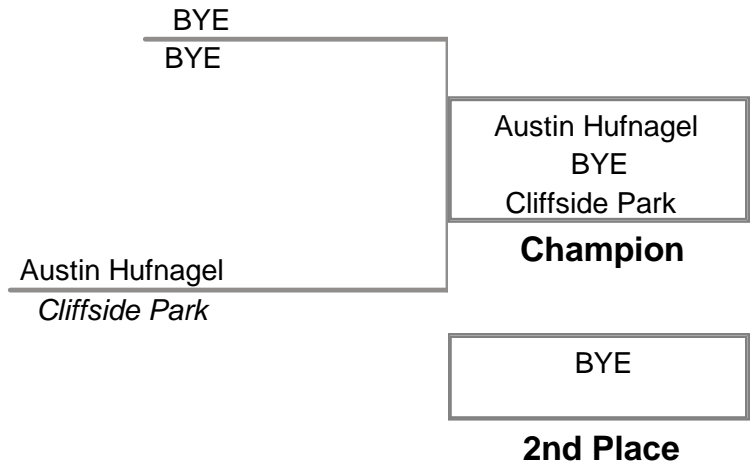 BYE
BYE
Austin Hufnagel
BYE
Cliffside Park
Champion
Austin Hufnagel
Cliffside Park
BYE
2nd Place